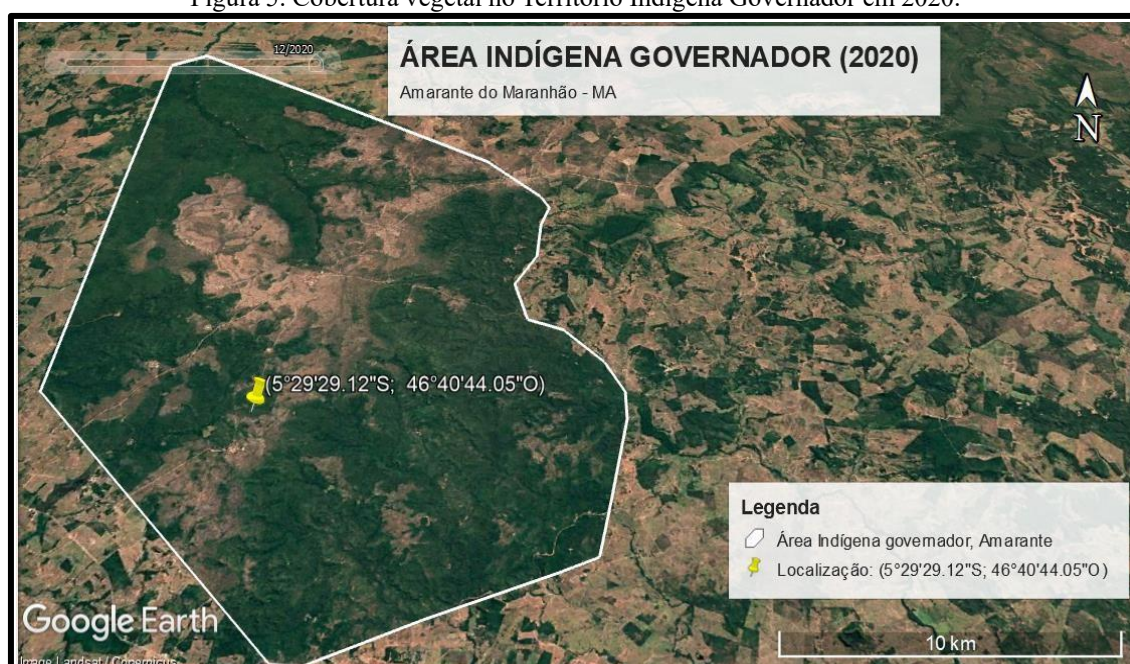 Figura 5. Cobertura vegetal no Território Indígena Governador em 2020.
12/2020
ÁREA INDÍGENA GOVERNADOR (2020)
Amarante do Maranhão - MA
N
(5°29'29.12"S; 46°40'44.05"O)
Legenda
Área Indígena governador, Amarante
Localização: (5°29'29.12"S; 46°40'44.05"O )
Google Earth
10 km
Image Landsat / Copernicus